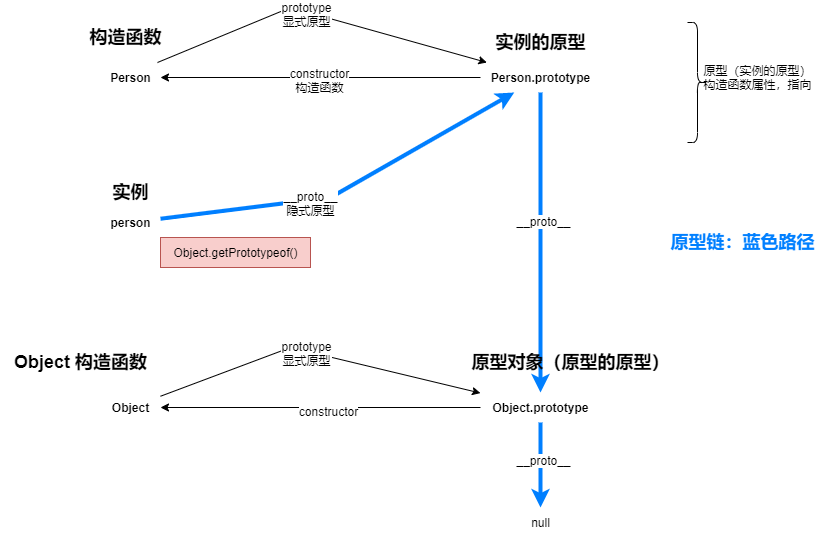 prototype
显式原型
构造函数
实例的原型
Person
constructor
构造函数
Person.prototype
原型（实例的原型）
构造函数属性，指向
实例
__proto__
隐式原型
person
__proto__
Object.getPrototypeof()
原型链：蓝色路径
prototype
显式原型
Object 构造函数
原型对象（原型的原型）
Object
constructor
Object.prototype
__proto__
null